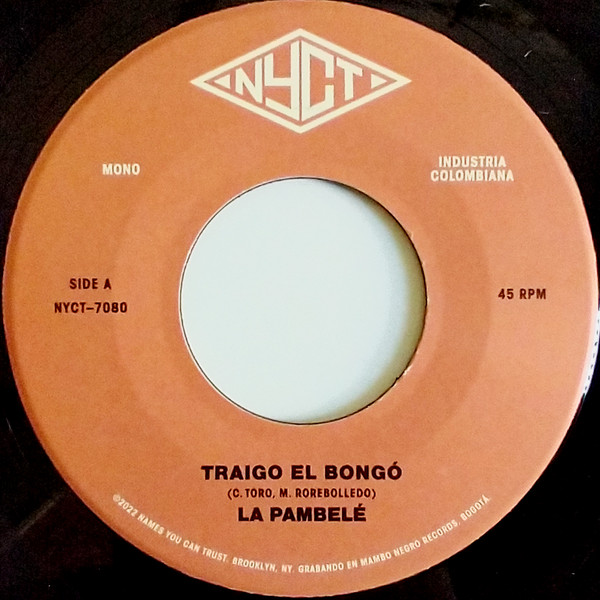 NYCT
MONO
INDUSTRIA
COLOMBIANA
SIDE A
NYCT-7080
45 RPM
TRAIGO EL BONGÓ
(C. TORO, M. ROREBOLLEDO)
LA PAMBELÉ
©2022 NAMES YOU CAN TRUST. BROOKLYN, NY. GRABANDO EN MAMBO NEGRO RECORDS, BOGOTÁ.